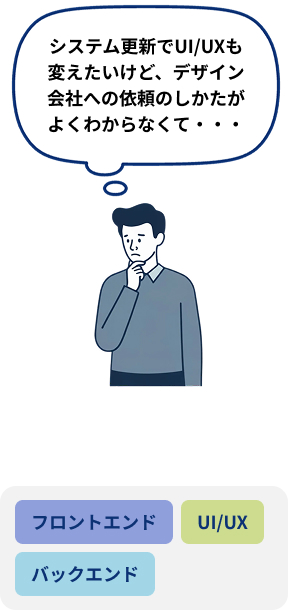 システム更新でUI/UXも
変えたいけど、デザイン
会社への依頼のしかたが
よくわからなくて・・・
フロントエンド
UI/UX
バックエンド